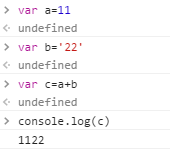 > var a=11
< undefined
> var b='22'
< undefined
> var c=a+b
< undefined
> console.log(c)
1122